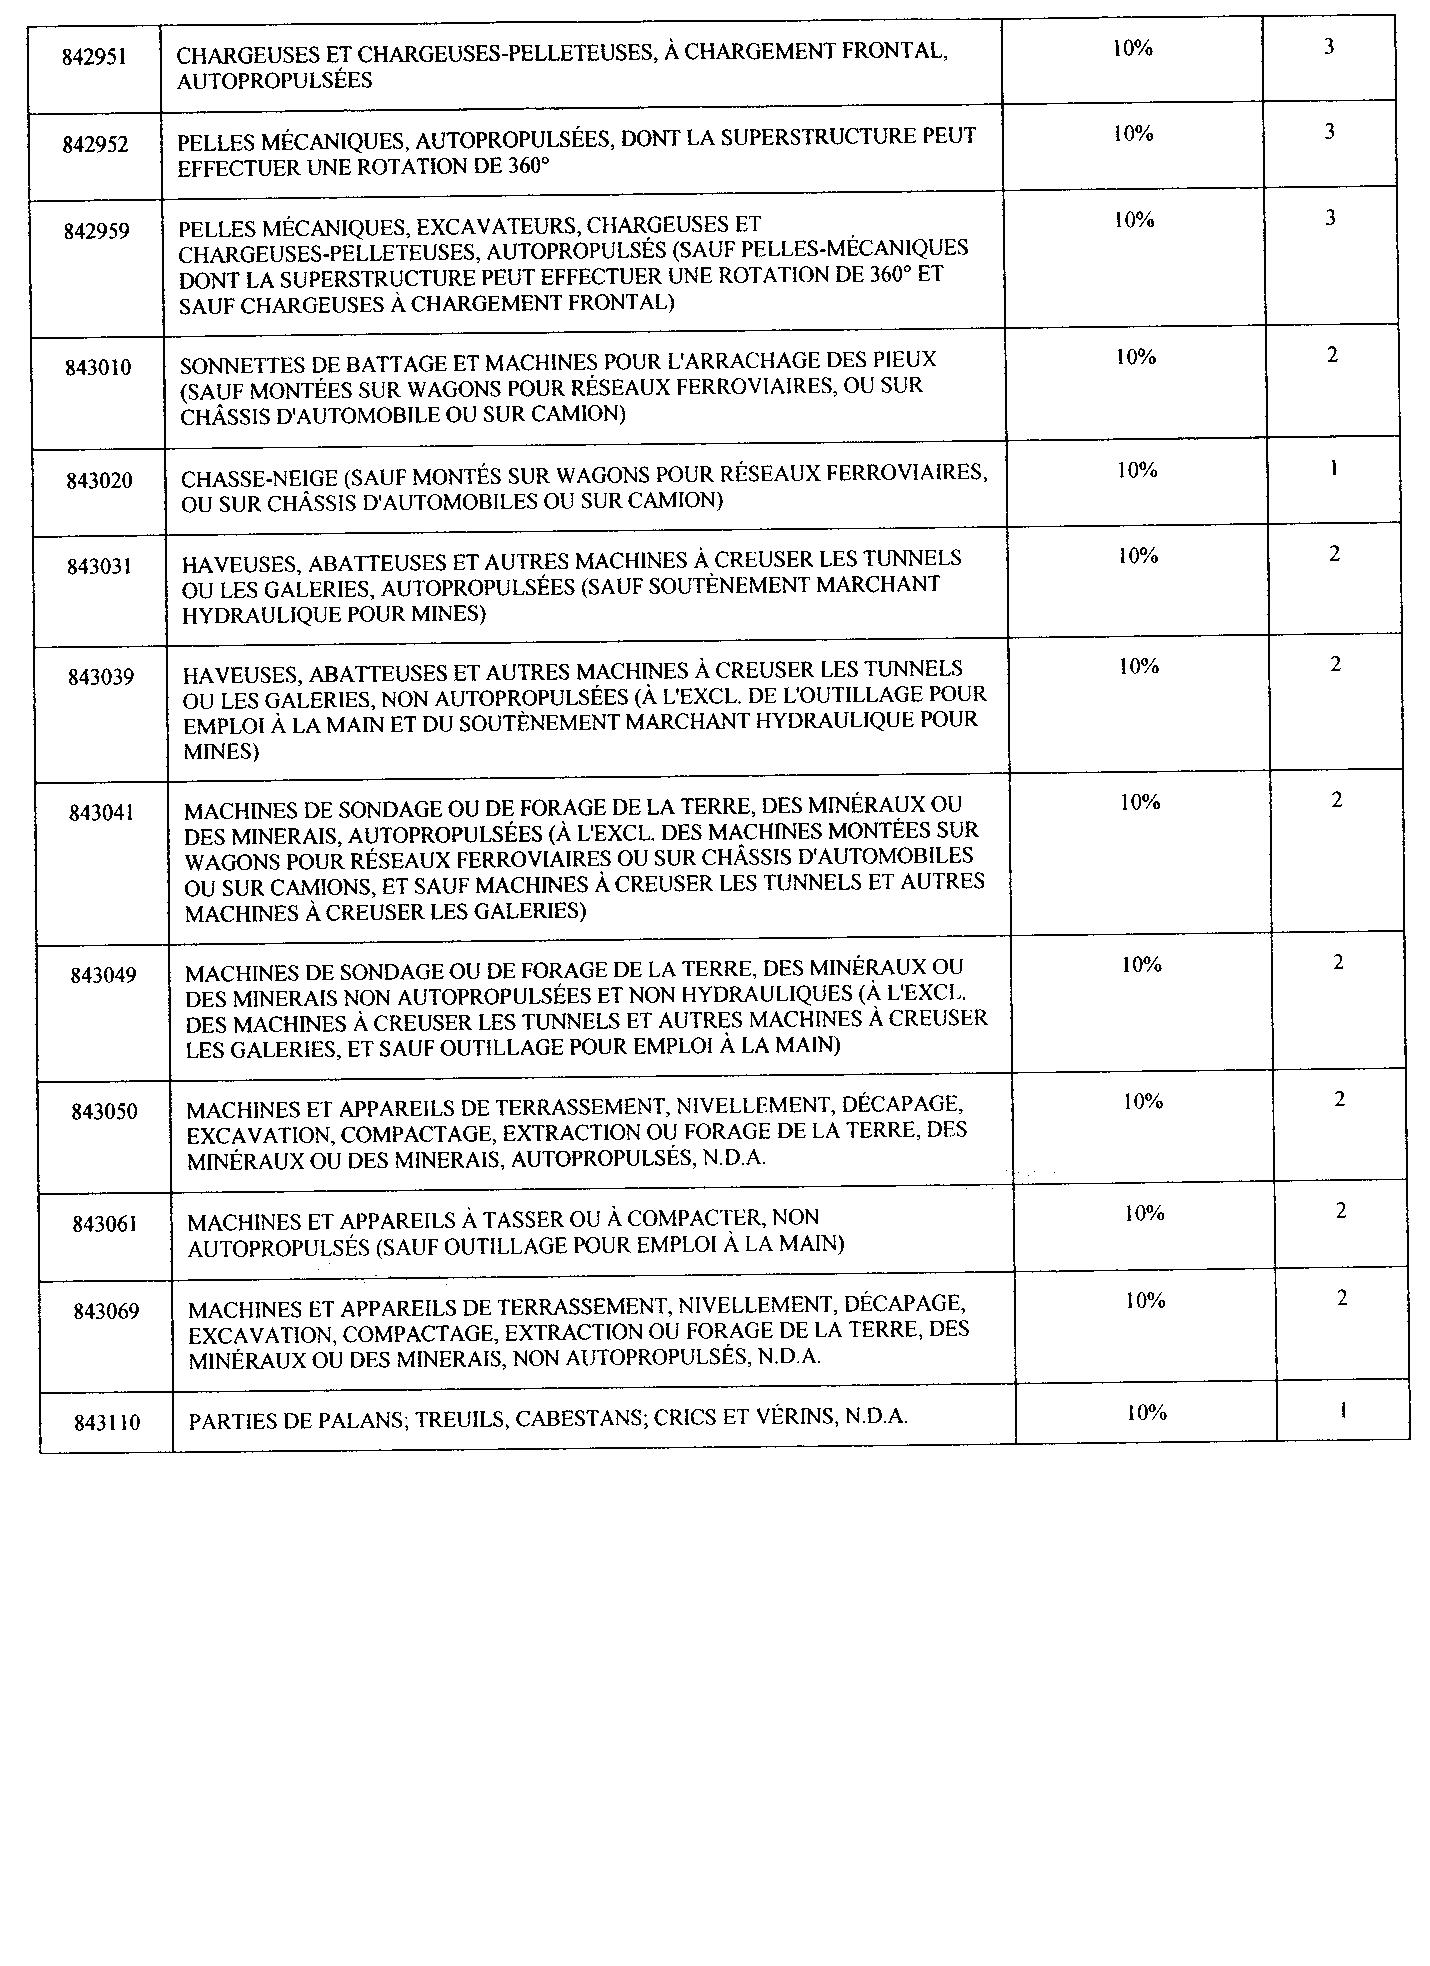 842951 CHARGEUSES ET CHARGEUSES-PELLETEUSES, À CHARGEMENT FRONTAL, 10% 3
AUTOPROPULSÉES
842952 PELLES MÉCANIQUES, AUTOPROPULSÉES, DONT LA SUPERSTRUCTURE PEUT 10% 3
EFFECTUER UNE ROTATION DE 360°
842959 PELLES MÉCANIQUES, EXCAVATEURS, CHARGEUSES ET 10% 3
CHARGEUSES-PELLETEUSES, AUTOPROPULSÉS (SAUF PELLES-MÉCANIQUES
DONT LA SUPERSTRUCTURE PEUT EFFECTUER UNE ROTATION DE 360° ET
SAUF CHARGEUSES À CHARGEMENT FRONTAL)
843010 SONNETTES DE BATTAGE ET MACHINES POUR L'ARRACHAGE DES PIEUX 10% 2
(SAUF MONTÉES SUR WAGONS POUR RÉSEAUX FERROVIAIRES, OU SUR
CHÂSSIS D'AUTOMOBILE OU SUR CAMION)
843020 CHASSE-NEIGE (SAUF MONTÉS SUR WAGONS POUR RÉSEAUX FERROVIAIRES, 10% 1
OU SUR CHÂSSIS D'AUTOMOBILES OU SUR CAMION)
843031 HAVEUSES, ABATTEUSES ET AUTRES MACHINES À CREUSER LES TUNNELS 10% 2
OU LES GALERIES, AUTOPROPULSÉES (SAUF SOUTÈNEMENT MARCHANT
HYDRAULIQUE POUR MINES)
843039 HAVEUSES, ABATTEUSES ET AUTRES MACHINES À CREUSER LES TUNNELS 10% 2
OU LES GALERIES, NON AUTOPROPULSÉES (À L'EXCL. DE L'OUTILLAGE POUR
EMPLOI À LA MAIN ET DU SOUTÈNEMENT MARCHANT HYDRAULIQUE POUR
MINES)
843041 MACHINES DE SONDAGE OU DE FORAGE DE LA TERRE, DES MINÉRAUX OU 10% 2
DES MINERAIS, AUTOPROPULSÉES (À L'EXCL. DES MACHINES MONTÉES SUR
WAGONS POUR RÉSEAUX FERROVIAIRES OU SUR CHÂSSIS D'AUTOMOBILES
OU SUR CAMIONS, ET SAUF MACHINES À CREUSER LES TUNNELS ET AUTRES
MACHINES À CREUSER LES GALERIES)
843049 MACHINES DE SONDAGE OU DE FORAGE DE LA TERRE, DES MINÉRAUX OU 10% 2
DES MINERAIS NON AUTOPROPULSÉES ET NON HYDRAULIQUES (À L'EXCL.
DES MACHINES À CREUSER LES TUNNELS ET AUTRES MACHINES À CREUSER
LES GALERIES, ET SAUF OUTILLAGE POUR EMPLOI À LA MAIN)
843050 MACHINES ET APPAREILS DE TERRASSEMENT, NIVELLEMENT, DÉCAPAGE, 10% 2
EXCAVATION, COMPACTAGE, EXTRACTION OU FORAGE DE LA TERRE, DES
MINÉRAUX OU DES MINERAIS, AUTOPROPULSÉS, N.D.A.
843061 MACHINES ET APPAREILS À TASSER OU À COMPACTER, NON 10% 2
AUTOPROPULSÉS (SAUF OUTILLAGE POUR EMPLOI À LA MAIN)
843069 MACHINES ET APPAREILS DE TERRASSEMENT, NIVELLEMENT, DÉCAPAGE, 10% 2
EXCAVATION, COMPACTAGE, EXTRACTION OU FORAGE DE LA TERRE, DES
MINÉRAUX OU DES MINERAIS, NON AUTOPROPULSÉS, N.D.A.
843110 PARTIES DE PALANS; TREUILS, CABESTANS; CRICS ET VÉRINS, N.D.A. 10% 1